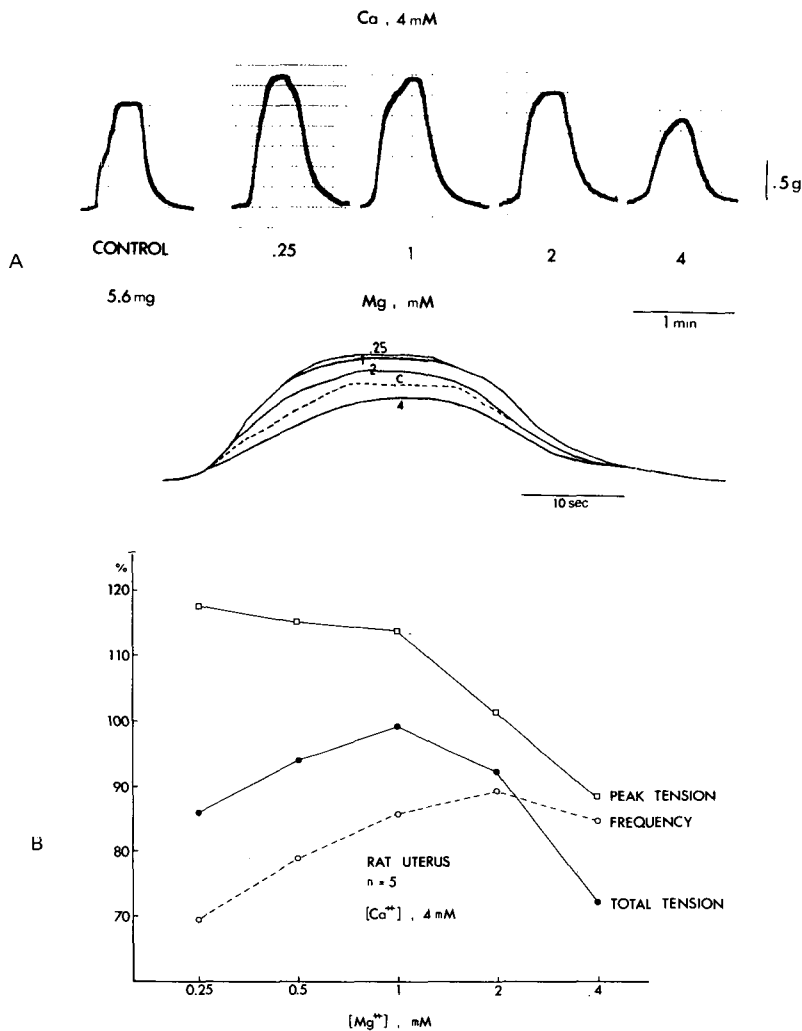 Ca , 4 mM
.5 g
A
CONTROL .25 1 2 4
5.6 mg Mg , mM
1 min
.25
1
2
C
4
10 sec
%
120
110
100
90
80
70
PEAK TENSION
FREQUENCY
TOTAL TENSION
B
RAT UTERUS
n = 5
[Ca⁺⁺] , 4 mM
0.25 0.5 1 2 4
[Mg⁺⁺] , mM